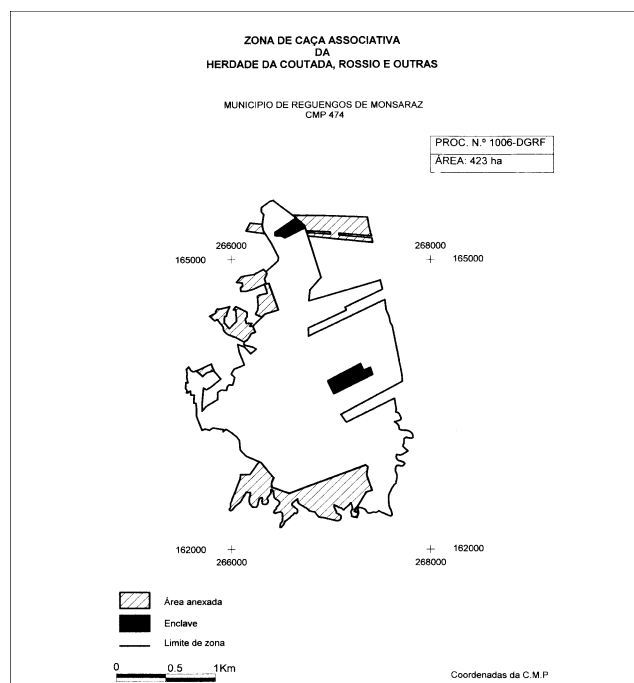 ZONA DE CAÇA ASSOCIATIVA
DA
HERDADE DA COUTADA, ROSSIO E OUTRAS
MUNICIPIO DE REGUENGOS DE MONSARAZ
CMP 474
PROC. N.º 1006-DGRF
ÁREA: 423 ha
266000 268000
165000 165000
162000 162000
266000 268000
Área anexada
Enclave
Limite de zona
0 0.5 1Km
Coordenadas da C.M.P